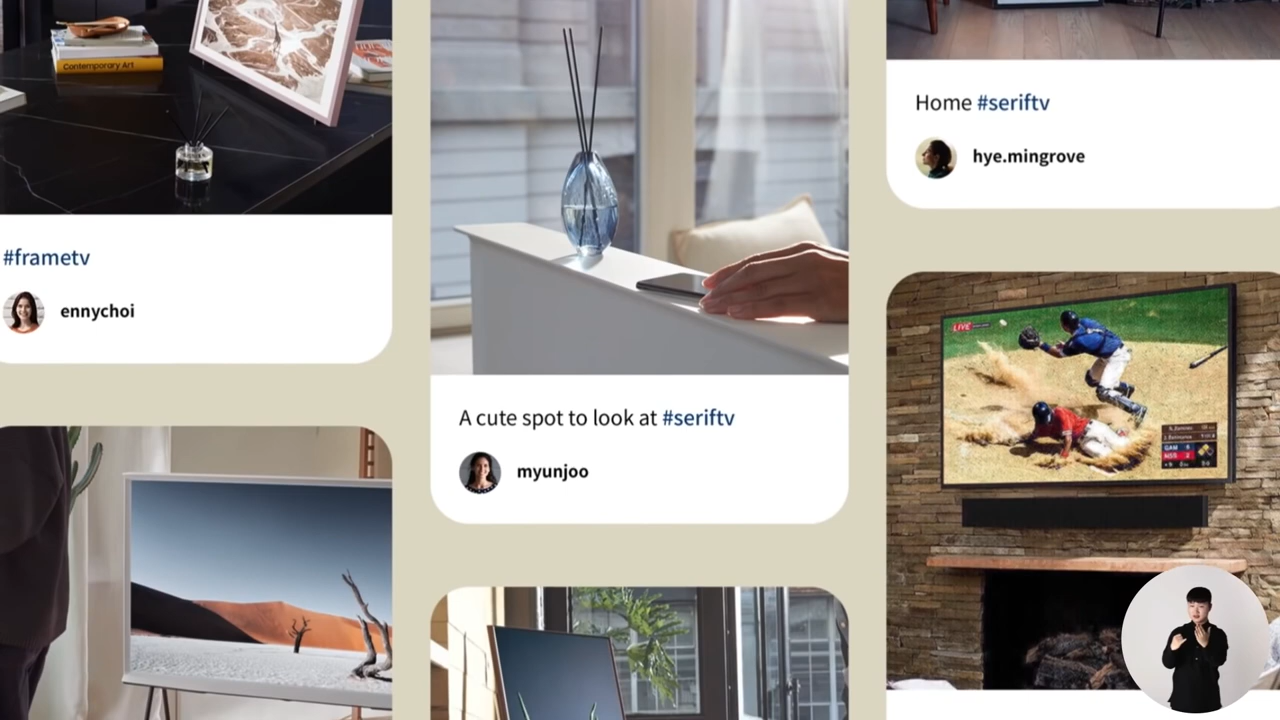 Contemporary Art
#frametv
ennychoi
A cute spot to look at #seriftv
myunjoo
Home #seriftv
hye.mingrove
LIVE